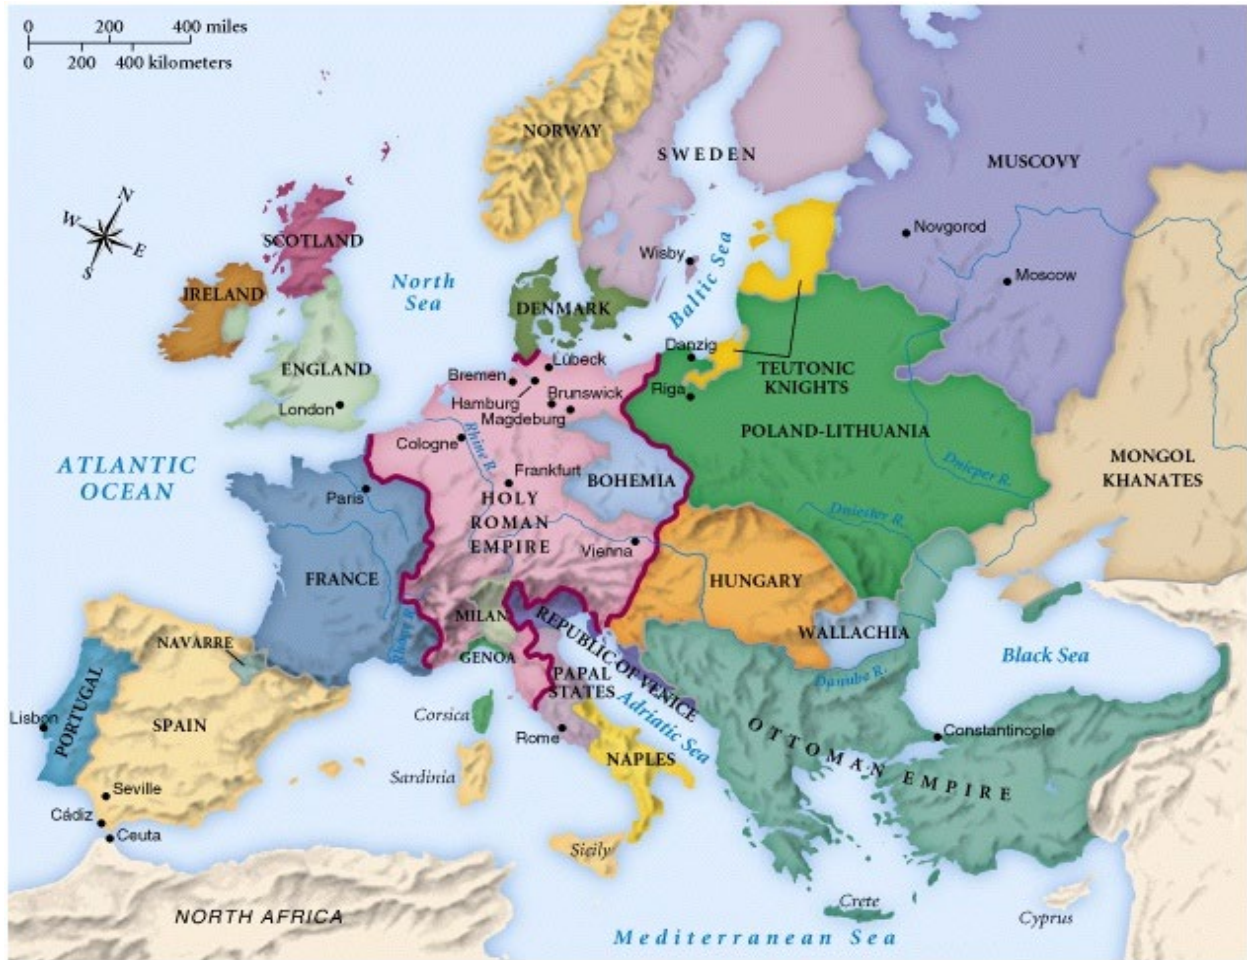 0 200 400 miles
0 200 400 kilometers
N
W
E
S
NORWAY
SWEDEN
MUSCOVY
Novgorod
Moscow
SCOTLAND
Wisby
Baltic Sea
North
Sea
IRELAND
DENMARK
ENGLAND
London
Danzig
Riga
TEUTONIC
KNIGHTS
Lübeck
Bremen
Hamburg
Brunswick
Magdeburg
Cologne
Rhine R.
Frankfurt
POLAND-LITHUANIA
Dnieper R.
MONGOL
KHANATES
ATLANTIC
OCEAN
Paris
HOLY
ROMAN
EMPIRE
BOHEMIA
Dniester R.
Vienna
FRANCE
HUNGARY
Rhone R.
MILAN
REPUBLIC OF VENICE
WALLACHIA
NAVARRE
GENOA
PAPAL
STATES
Danube R.
Black Sea
PORTUGAL
Lisbon
SPAIN
Corsica
Adriatic Sea
Rome
Constantinople
OTTOMAN EMPIRE
Sardinia
NAPLES
Seville
Cádiz
Ceuta
Sicily
NORTH AFRICA
Crete
Cyprus
Mediterranean Sea